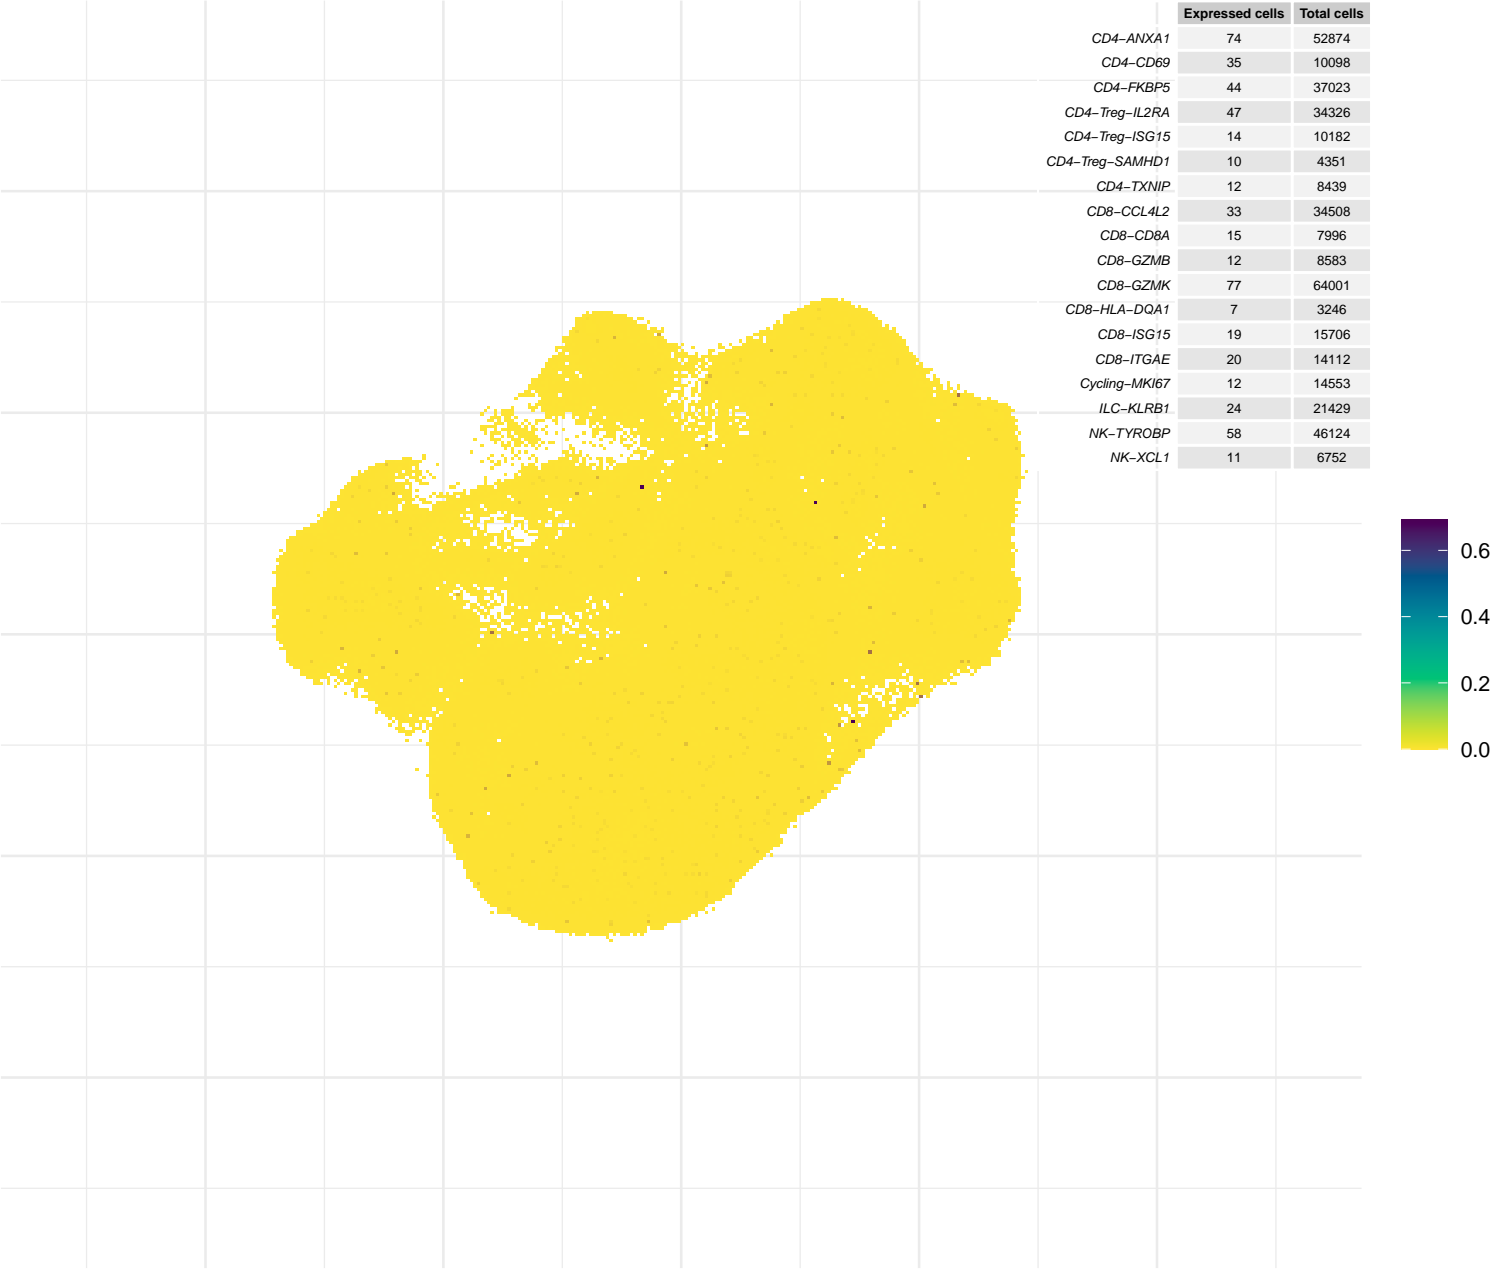 Expressed cells Total cells
CD4−ANXA1 74 52874
CD4−CD69 35 10098
CD4−FKBP5 44 37023
CD4−Treg−IL2RA 47 34326
CD4−Treg−ISG15 14 10182
CD4−Treg−SAMHD1 10 4351
CD4−TXNIP 12 8439
CD8−CCL4L2 33 34508
CD8−CD8A 15 7996
CD8−GZMB 12 8583
CD8−GZMK 77 64001
CD8−HLA−DQA1 7 3246
CD8−ISG15 19 15706
CD8−ITGAE 20 14112
Cycling−MKI67 12 14553
ILC−KLRB1 24 21429
NK−TYROBP 58 46124
NK−XCL1 11 6752
0.6
0.4
0.2
0.0